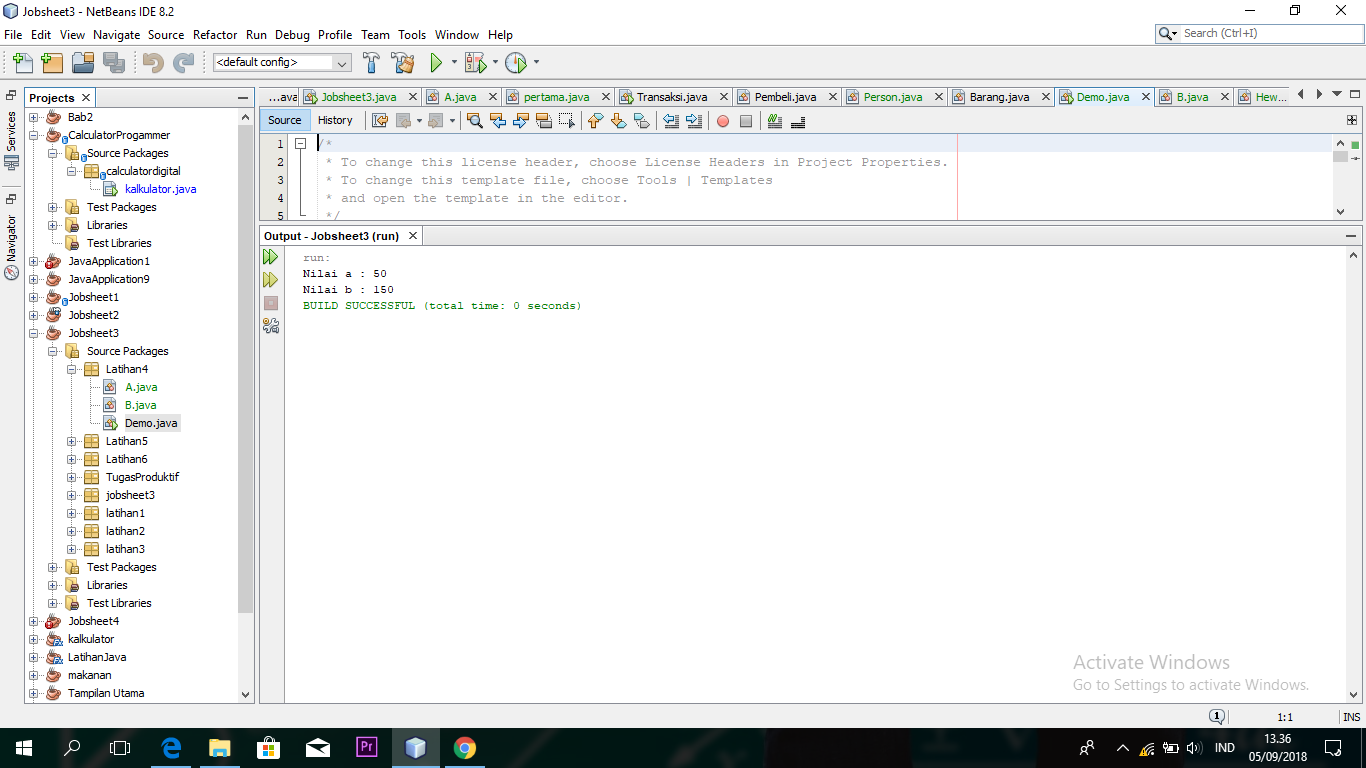 Jobsheet3 - NetBeans IDE 8.2
File Edit View Navigate Source Refactor Run Debug Profile Team Tools Window Help
Search (Ctrl+I)
<default config>
Services
Navigator
Projects
Bab2
CalculatorProgammer
Source Packages
calculatordigital
kalkulator.java
Test Packages
Libraries
Test Libraries
JavaApplication1
JavaApplication9
Jobsheet1
Jobsheet2
Jobsheet3
Source Packages
Latihan4
A.java
B.java
Demo.java
Latihan5
Latihan6
TugasProduktif
jobsheet3
latihan1
latihan2
latihan3
Test Packages
Libraries
Test Libraries
Jobsheet4
kalkulator
LatihanJava
makanan
Tampilan Utama
...ava Jobsheet3.java A.java pertama.java Transaksi.java Pembeli.java Person.java Barang.java Demo.java B.java Hew...
Source History
1 /*
2 * To change this license header, choose License Headers in Project Properties.
3 * To change this template file, choose Tools | Templates
4 * and open the template in the editor.
5 */
Output - Jobsheet3 (run)
run:
Nilai a : 50
Nilai b : 150
BUILD SUCCESSFUL (total time: 0 seconds)
Activate Windows
Go to Settings to activate Windows.
1 1:1 INS
Pr
IND
13.36
05/09/2018